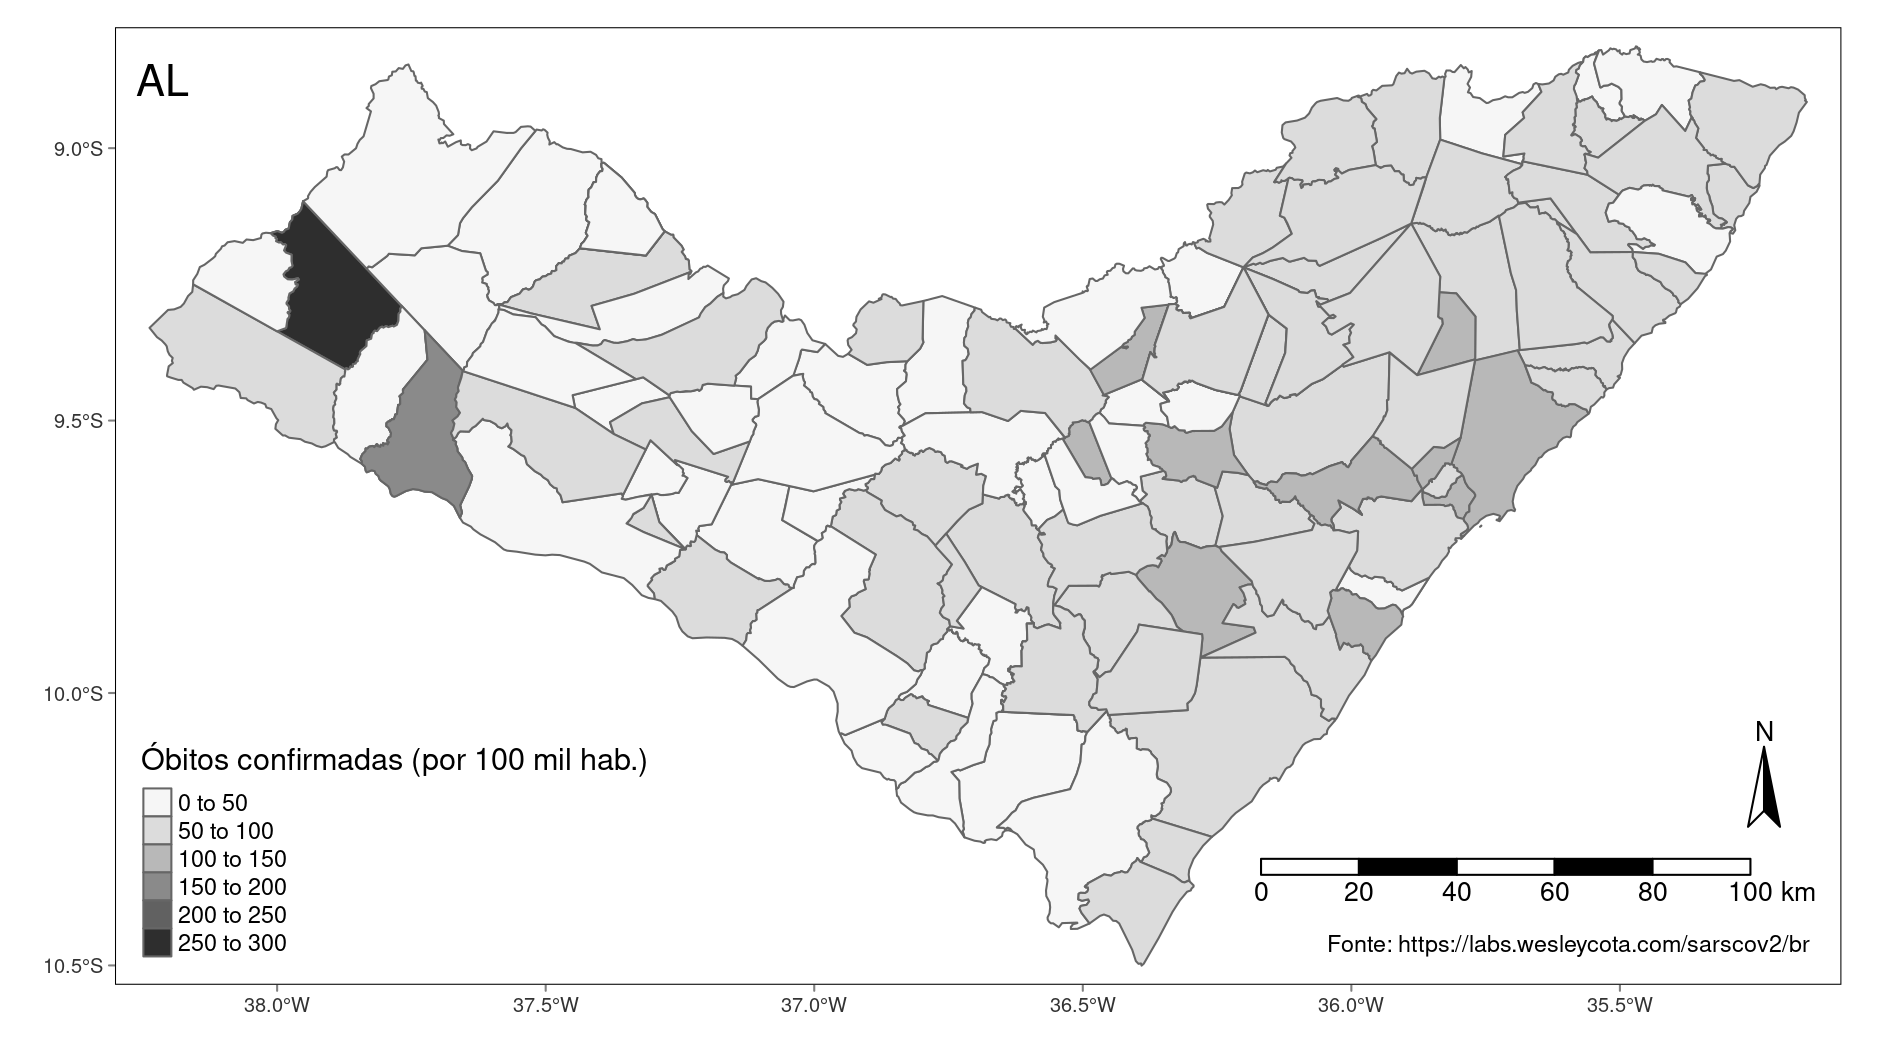 AL
9.0°S
9.5°S
10.0°S
10.5°S
Óbitos confirmadas (por 100 mil hab.)
0 to 50
50 to 100
100 to 150
150 to 200
200 to 250
250 to 300
N
0 20 40 60 80 100 km
Fonte: https://labs.wesleycota.com/sarscov2/br
38.0°W 37.5°W 37.0°W 36.5°W 36.0°W 35.5°W